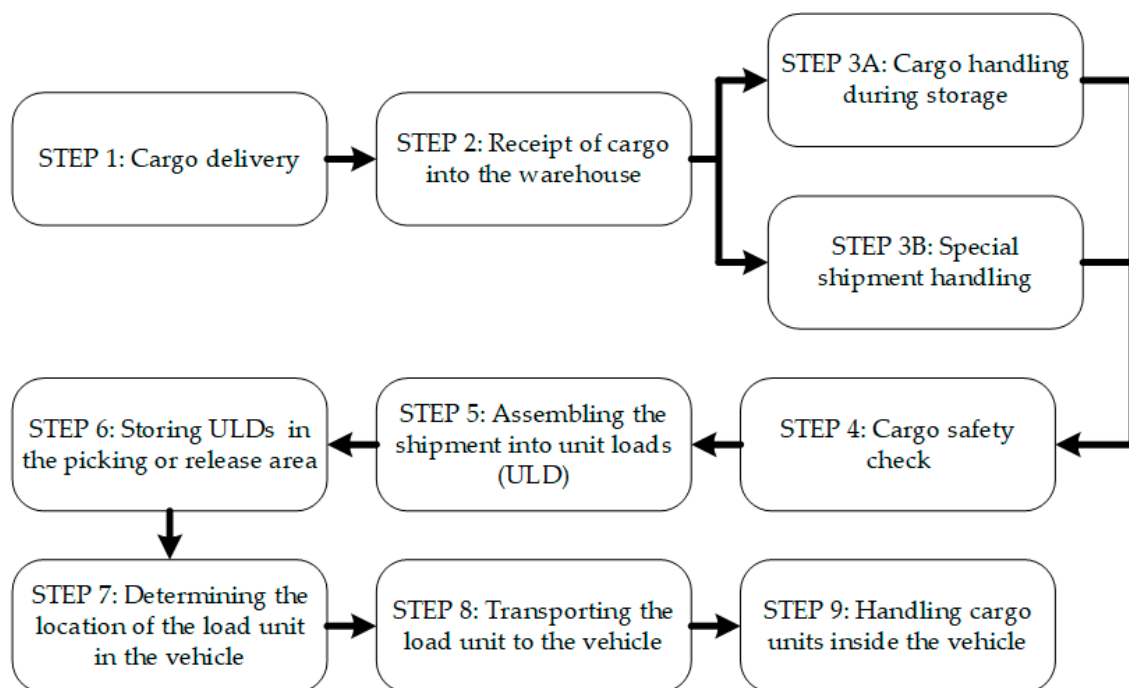 STEP 1: Cargo delivery
STEP 2: Receipt of cargo
into the warehouse
STEP 3A: Cargo handling
during storage
STEP 3B: Special
shipment handling
STEP 4: Cargo safety
check
STEP 5: Assembling the
shipment into unit loads
(ULD)
STEP 6: Storing ULDs in
the picking or release area
STEP 7: Determining the
location of the load unit
in the vehicle
STEP 8: Transporting the
load unit to the vehicle
STEP 9: Handling cargo
units inside the vehicle